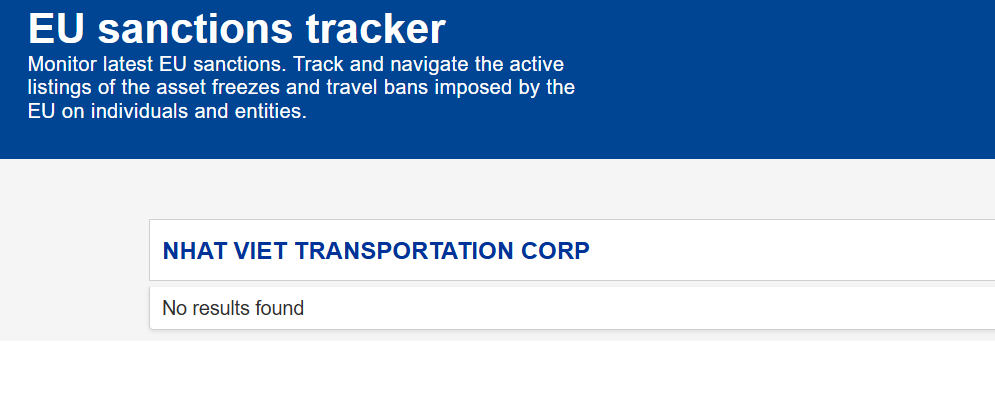 EU sanctions tracker
Monitor latest EU sanctions. Track and navigate the active
listings of the asset freezes and travel bans imposed by the
EU on individuals and entities.
NHAT VIET TRANSPORTATION CORP
No results found